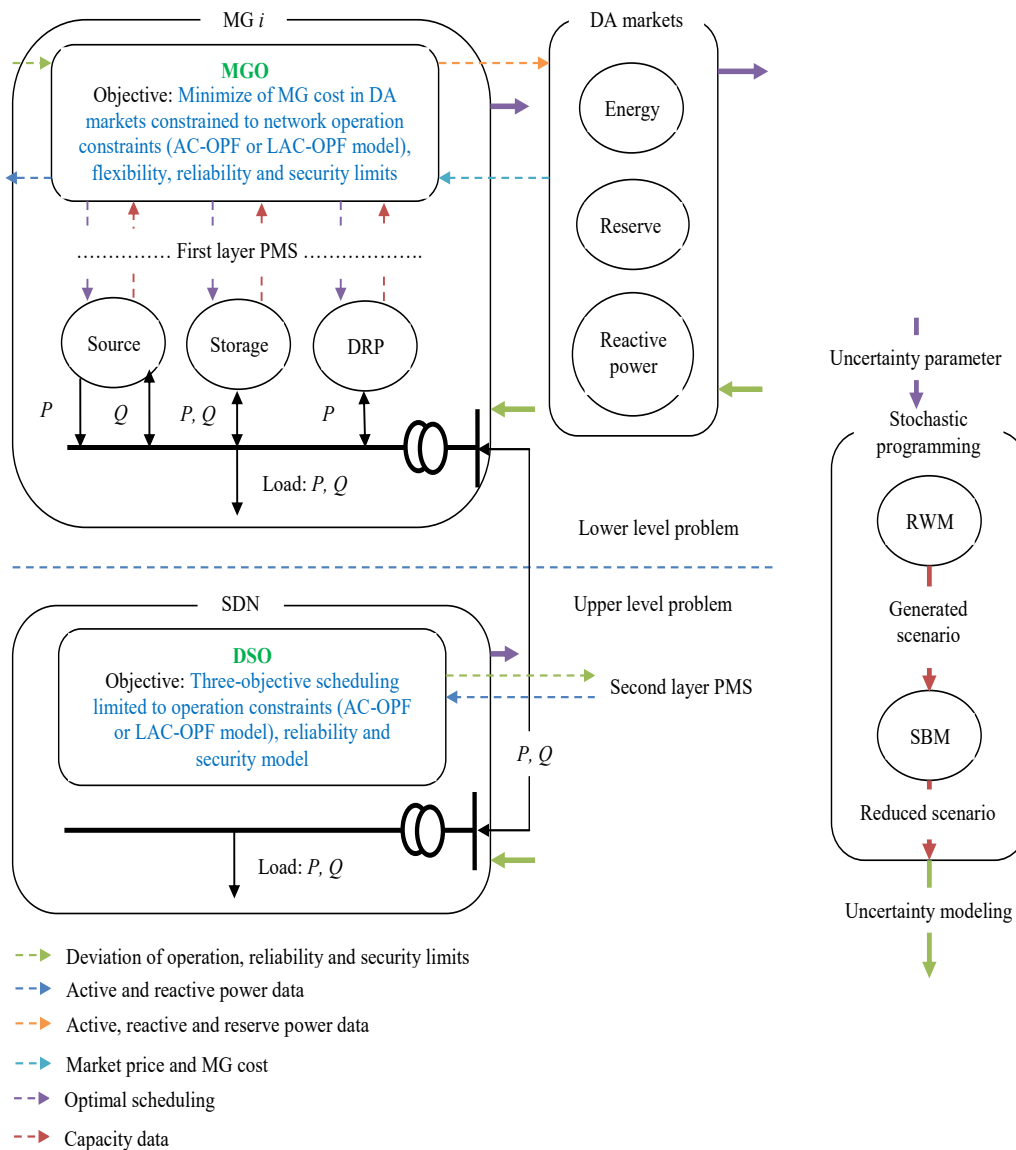 MG i
MGO
Objective: Minimize of MG cost in DA
markets constrained to network operation
constraints (AC-OPF or LAC-OPF model),
flexibility, reliability and security limits
First layer PMS
Source
Storage
DRP
P
Q
P, Q
P
Load: P, Q
DA markets
Energy
Reserve
Reactive
power
Lower level problem
Upper level problem
SDN
DSO
Objective: Three-objective scheduling
limited to operation constraints (AC-OPF
or LAC-OPF model), reliability and
security model
Second layer PMS
P, Q
Load: P, Q
Uncertainty parameter
Stochastic
programming
RWM
Generated
scenario
SBM
Reduced scenario
Uncertainty modeling
Deviation of operation, reliability and security limits
Active and reactive power data
Active, reactive and reserve power data
Market price and MG cost
Optimal scheduling
Capacity data